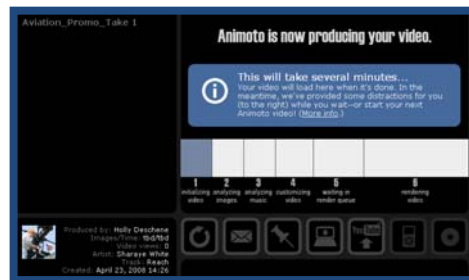 Aviation_Promo_Take 1
Animoto is now producing your video.
This will take several minutes...
Your video will load here when it's done. In the
meantime, we've provided some distractions for you
(to the right) while you wait--or start your next
Animoto video! (More info.)
1 2 3 4 5 6
initializing video
analyzing images
analyzing music
customizing video
waiting in render queue
rendering video
Produced by: Holly Deschene
Images/Time: tbd/tbd
Video views: 0
Artist: Sharaye White
Track: Reach
Created: April 23, 2008 14:26
You Tube